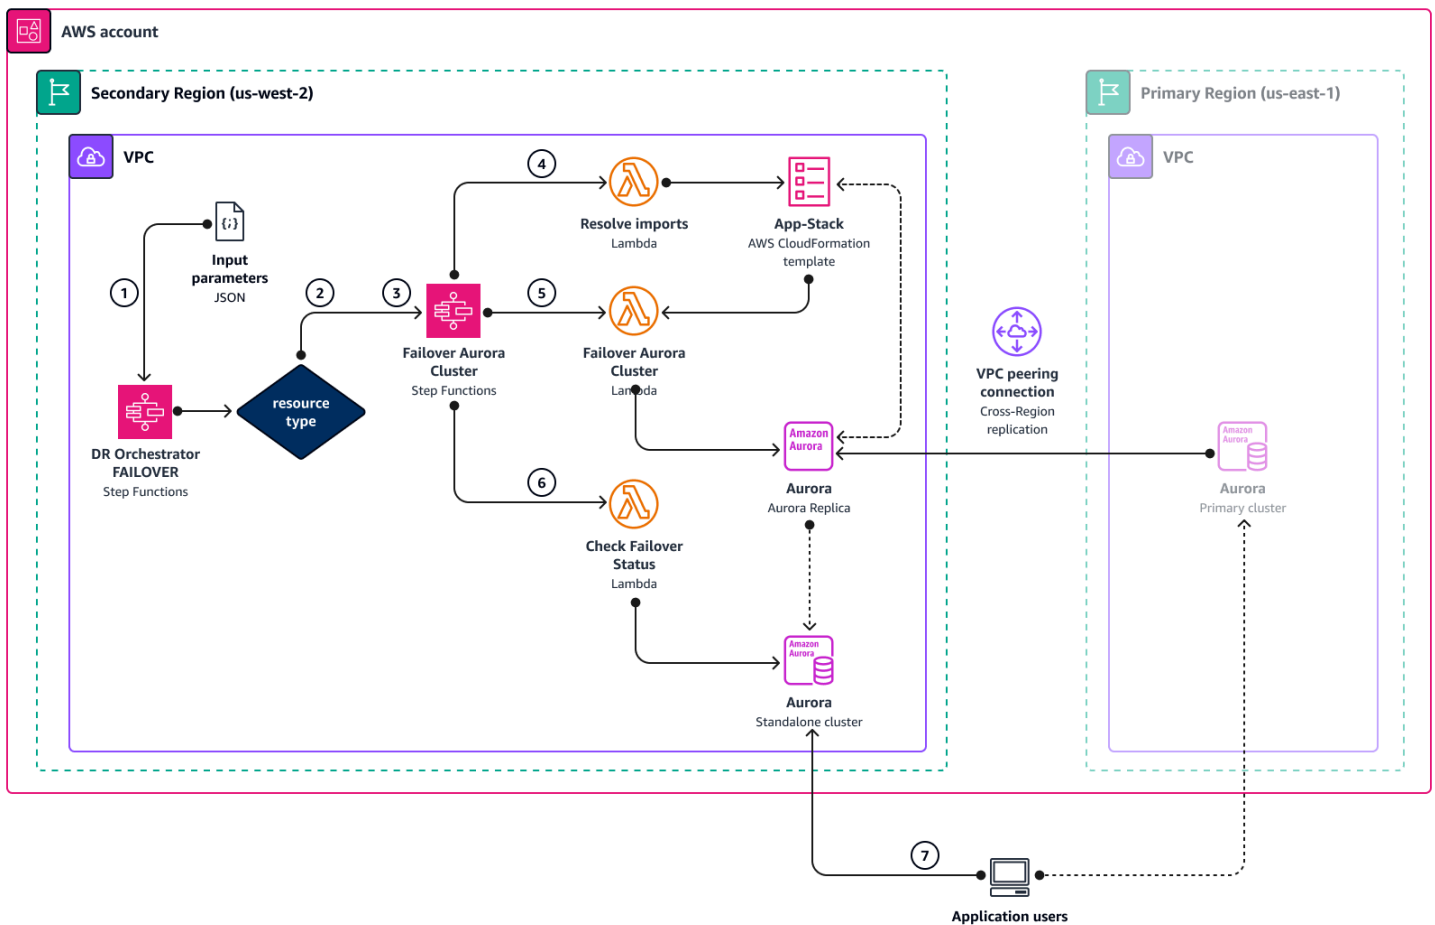 AWS account
Secondary Region (us-west-2)
Primary Region (us-east-1)
VPC
VPC
{;}
Input
parameters
JSON
1
2
3
4
5
6
7
DR Orchestrator
FAILOVER
Step Functions
resource
type
Failover Aurora
Cluster
Step Functions
Resolve imports
Lambda
App-Stack
AWS CloudFormation
template
Failover Aurora
Cluster
Lambda
Amazon
Aurora
Aurora
Aurora Replica
Check Failover
Status
Lambda
Amazon
Aurora
Aurora
Standalone cluster
VPC peering
connection
Cross-Region
replication
Amazon
Aurora
Aurora
Primary cluster
Application users